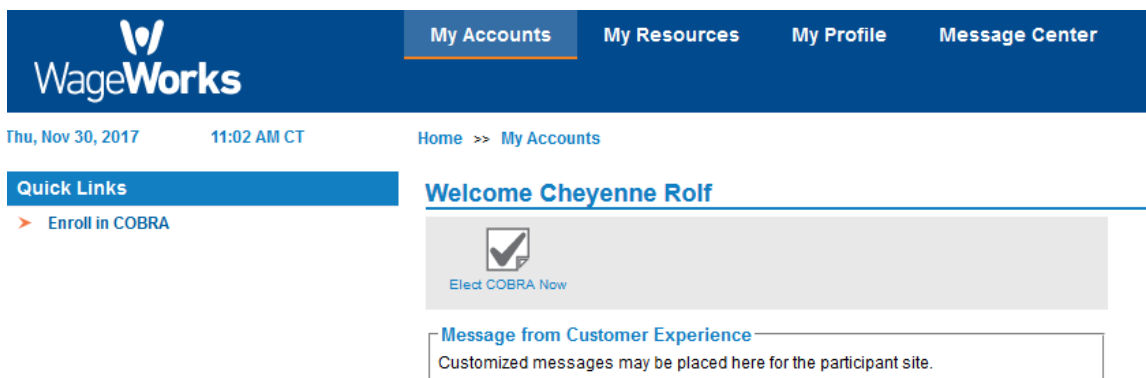 My Accounts My Resources My Profile Message Center
WageWorks
Thu, Nov 30, 2017 11:02 AM CT Home >> My Accounts
Quick Links
Enroll in COBRA
Welcome Cheyenne Rolf
Elect COBRA Now
Message from Customer Experience
Customized messages may be placed here for the participant site.